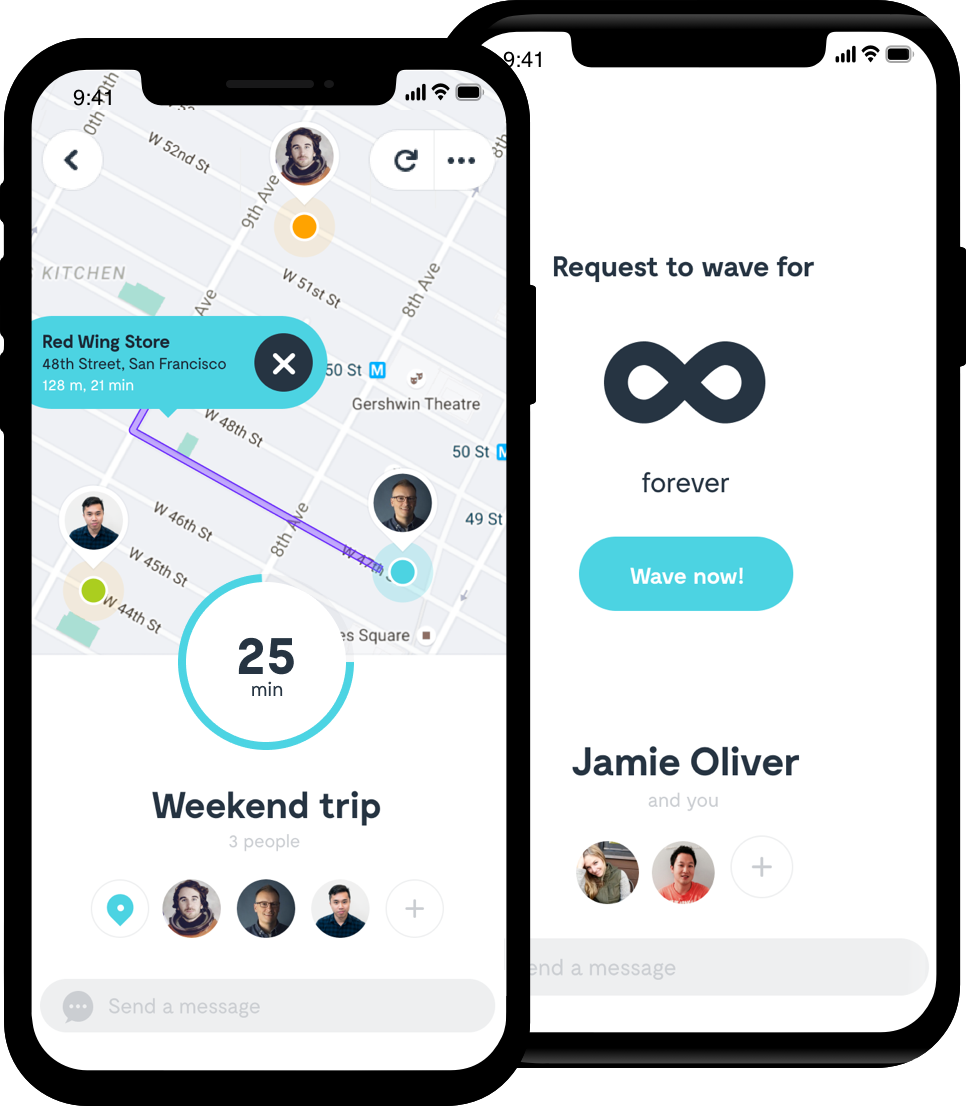 9:41
0th Ave
W 52nd St
9th Ave
8th
W 51st St
KITCHEN
8th Ave
Ave
Red Wing Store
48th Street, San Francisco
128 m, 21 min
50 St M
Gershwin Theatre
W 48th St
50 St M
49 St
W 46th St
8th Ave
W 47th S
W 45th St
W 44th St
es Square
25
min
Weekend trip
3 people
Send a message
9:41
Request to wave for
forever
Wave now!
Jamie Oliver
and you
end a message